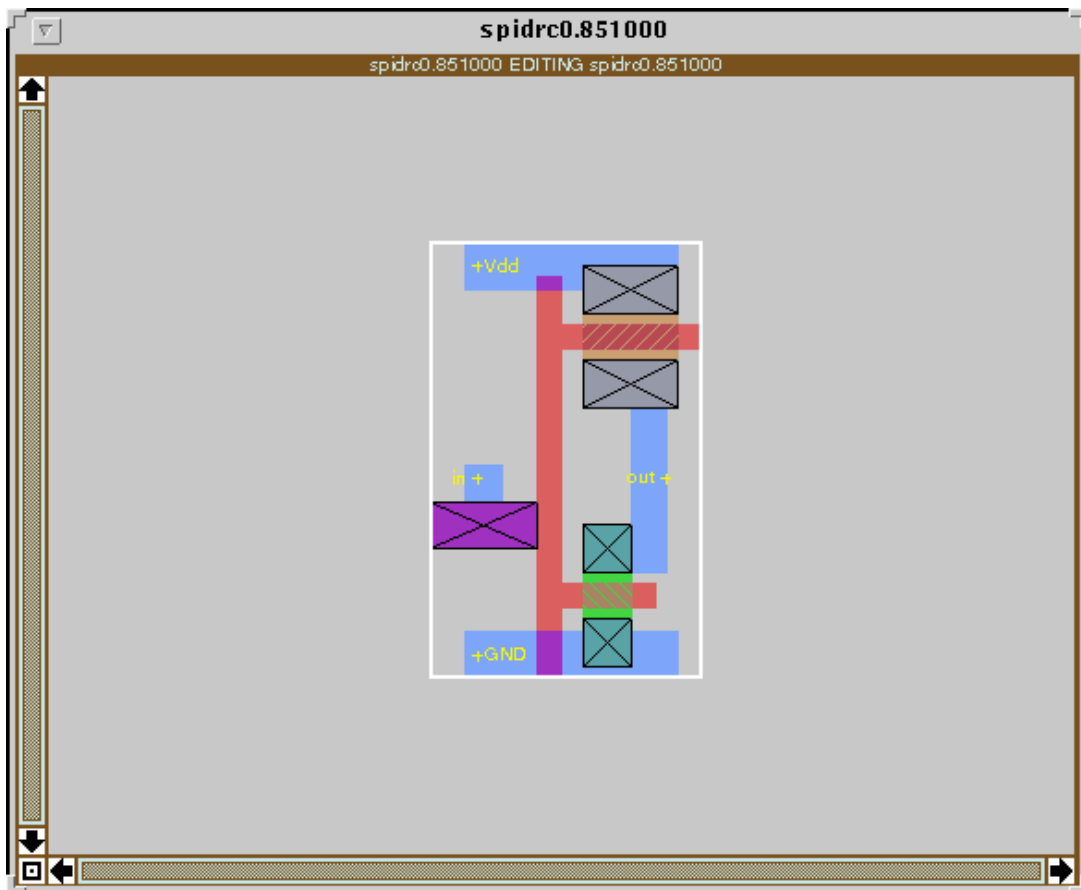 spidrc0.851000
spidrc0.851000 EDITING spidrc0.851000
+Vdd
in +
out +
+GND